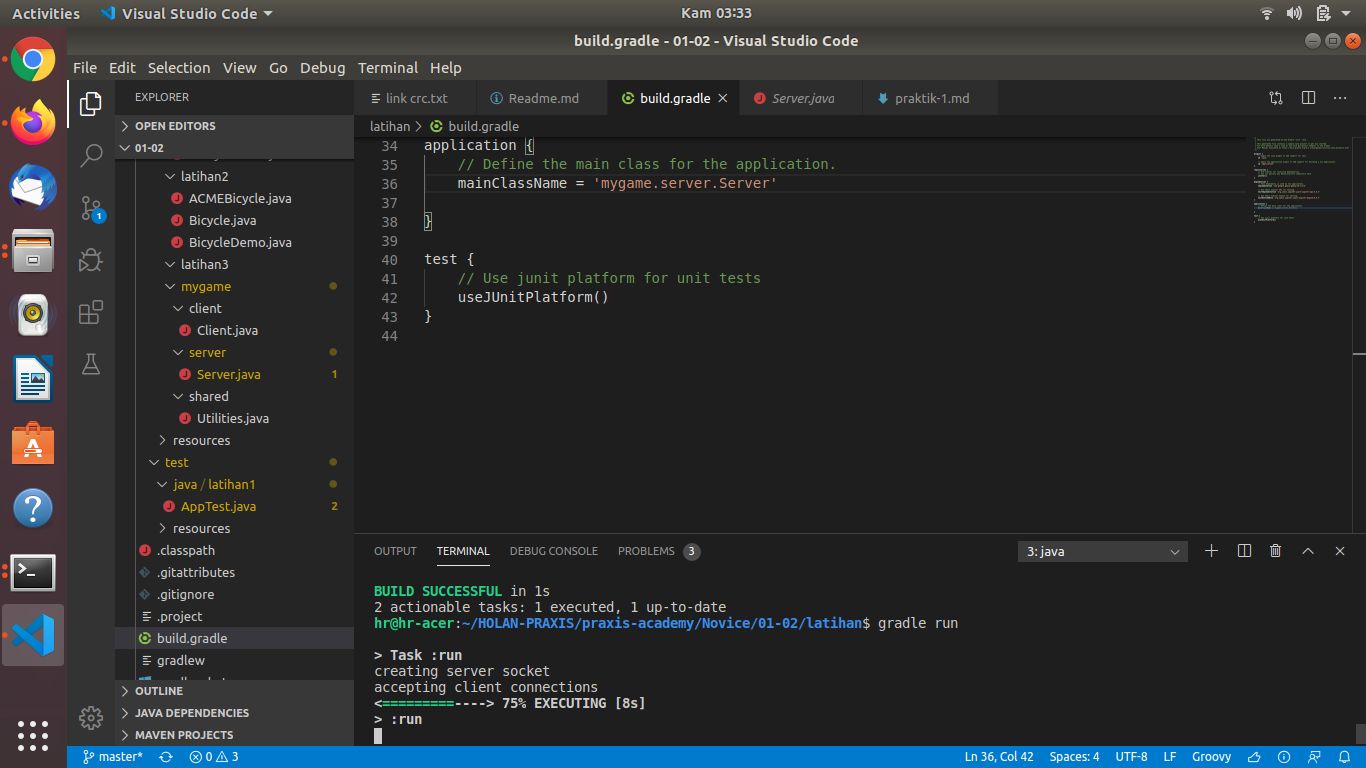 Activities Visual Studio Code Kam 03:33
build.gradle - 01-02 - Visual Studio Code
File Edit Selection View Go Debug Terminal Help
EXPLORER
OPEN EDITORS
01-02
latihan2
ACMEBicycle.java
Bicycle.java
BicycleDemo.java
latihan3
mygame
client
Client.java
server
Server.java 1
shared
Utilities.java
resources
test
java / latihan1
AppTest.java 2
resources
.classpath
.gitattributes
.gitignore
.project
build.gradle
gradlew
OUTLINE
JAVA DEPENDENCIES
MAVEN PROJECTS
1
link crc.txt Readme.md build.gradle Server.java praktik-1.md
latihan > build.gradle
34 application {
35 // Define the main class for the application.
36 mainClassName = 'mygame.server.Server'
37
38 }
39
40 test {
41 // Use junit platform for unit tests
42 useJUnitPlatform()
43 }
44
OUTPUT TERMINAL DEBUG CONSOLE PROBLEMS 3 3: java
BUILD SUCCESSFUL in 1s
2 actionable tasks: 1 executed, 1 up-to-date
hr@hr-acer:~/HOLAN-PRAXIS/praxis-academy/Novice/01-02/latihan$ gradle run
> Task :run
creating server socket
accepting client connections
<=========----> 75% EXECUTING [8s]
> :run
master* 0 3 Ln 36, Col 42 Spaces: 4 UTF-8 LF Groovy